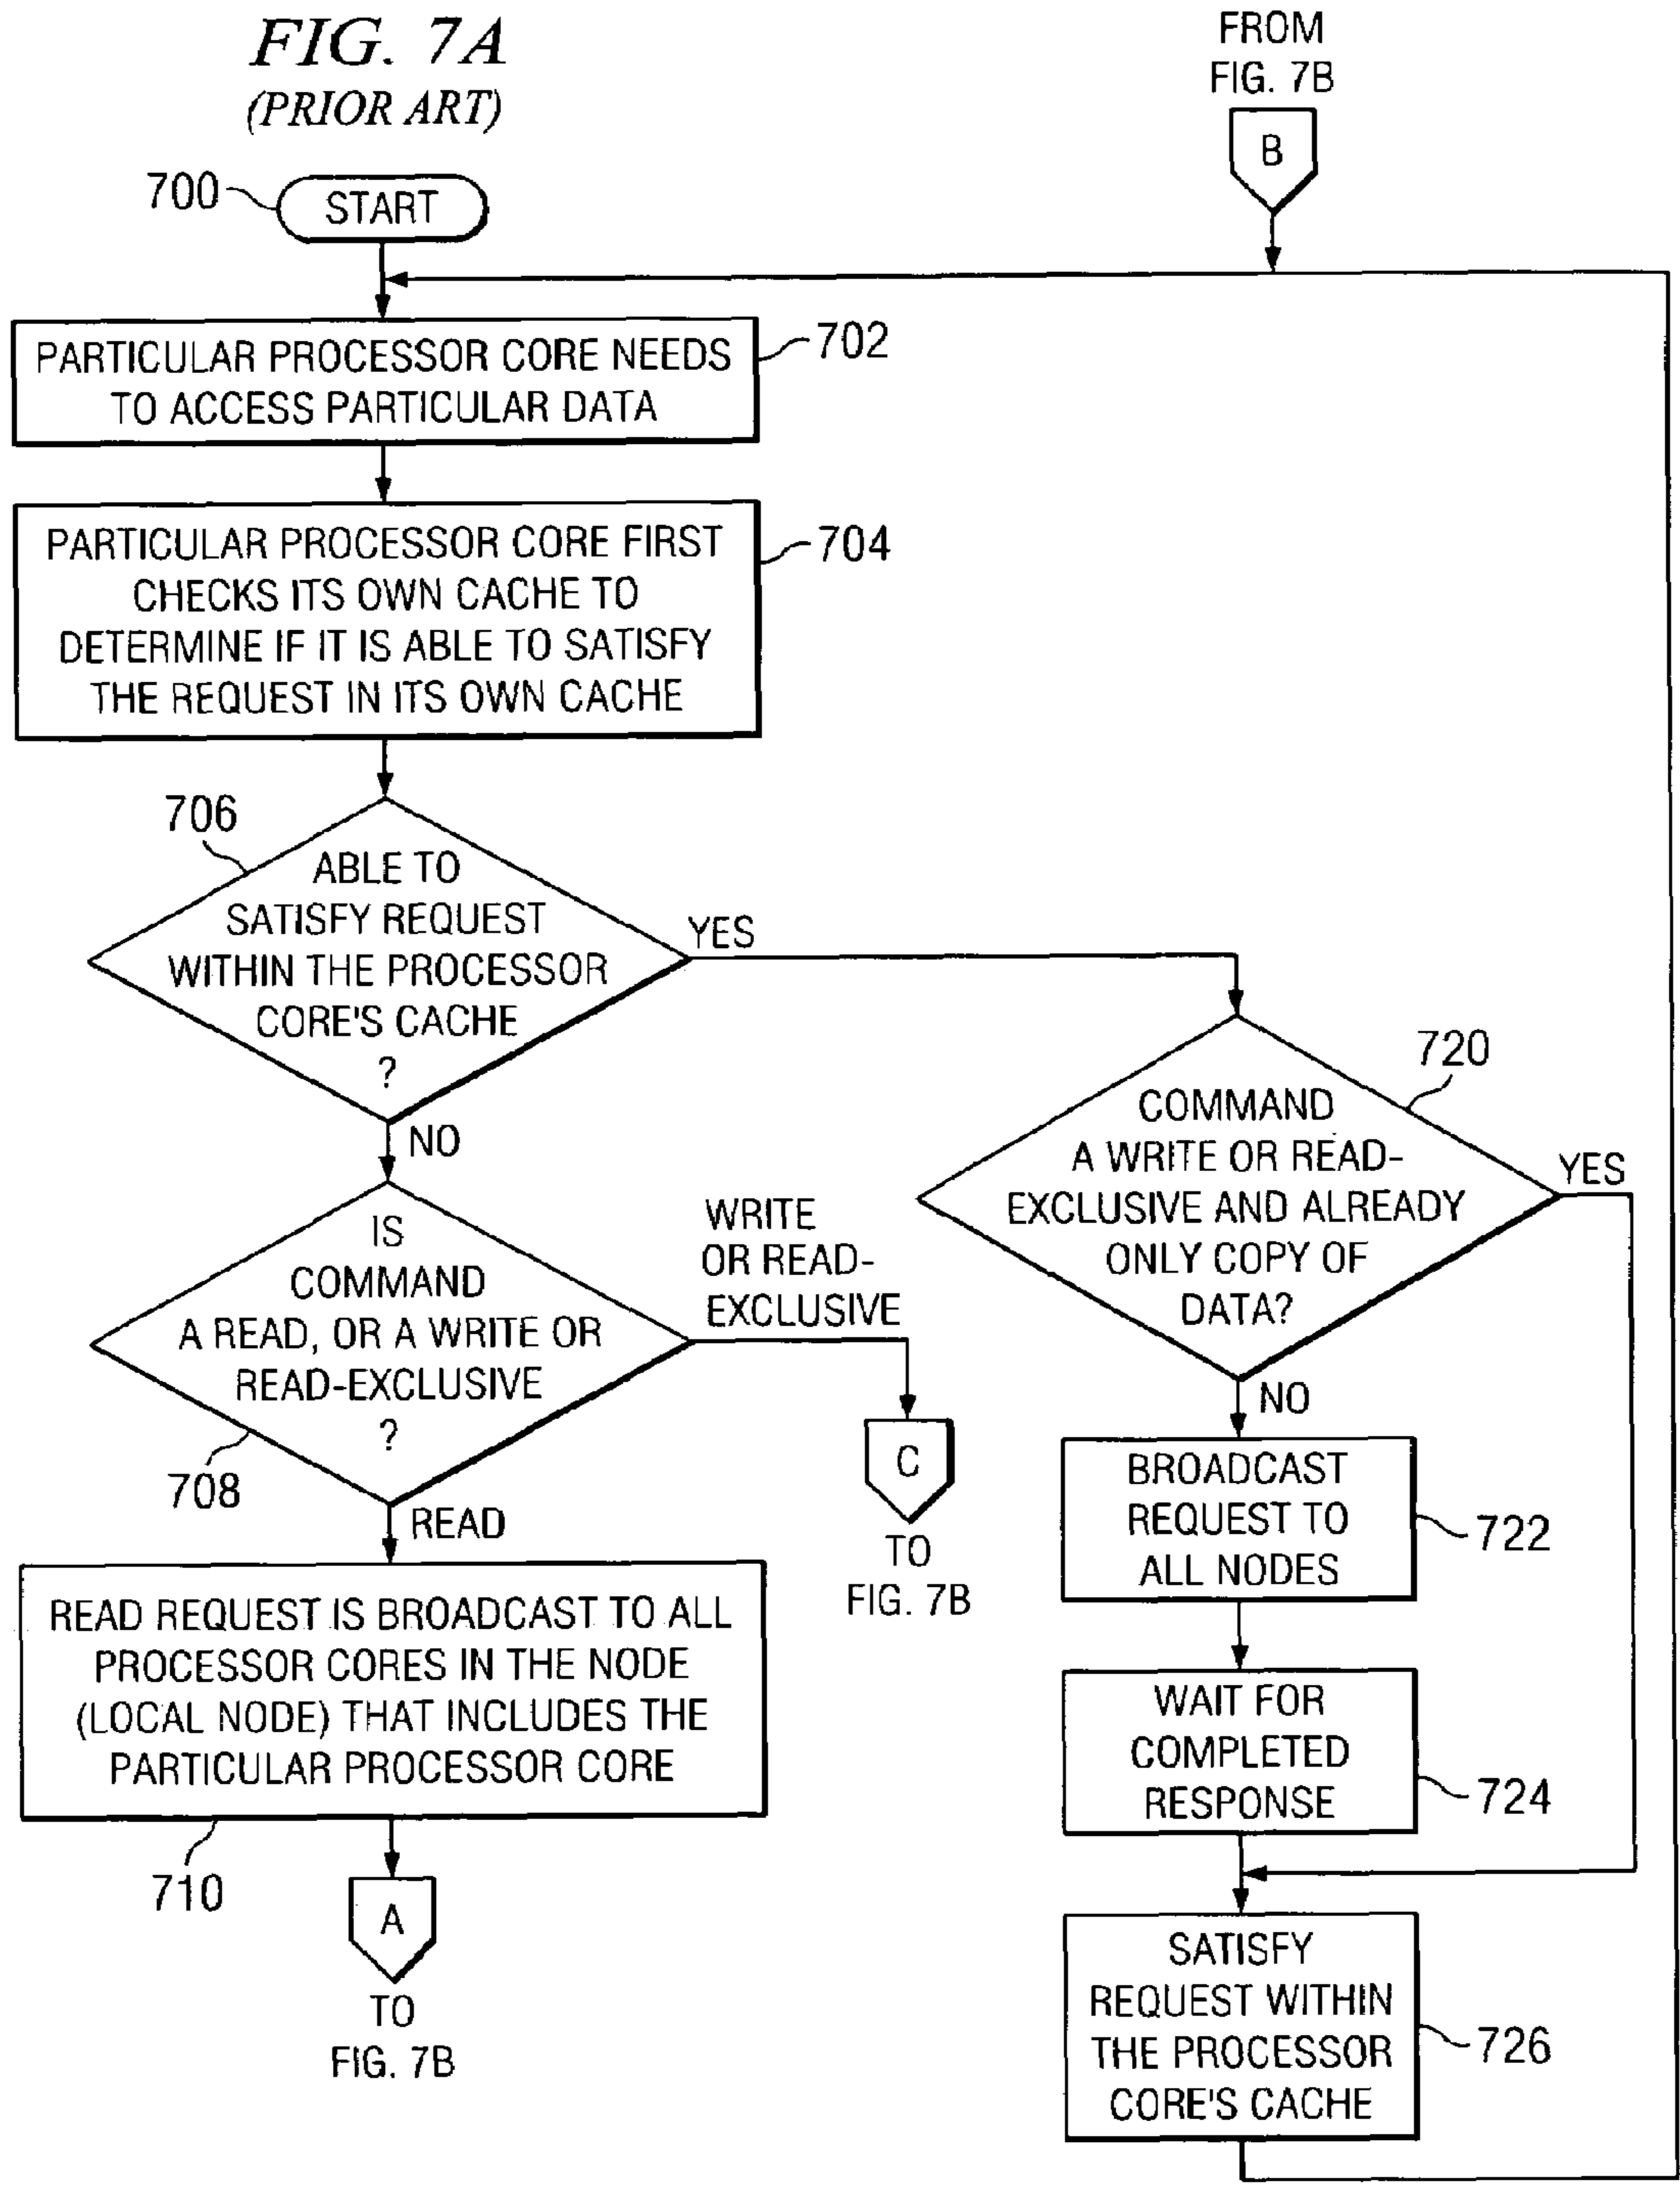 FIG. 7A
(PRIOR ART)
FROM
FIG. 7B
B
700
START
PARTICULAR PROCESSOR CORE NEEDS
TO ACCESS PARTICULAR DATA
702
PARTICULAR PROCESSOR CORE FIRST
CHECKS ITS OWN CACHE TO
DETERMINE IF IT IS ABLE TO SATISFY
THE REQUEST IN ITS OWN CACHE
704
706
ABLE TO
SATISFY REQUEST
WITHIN THE PROCESSOR
CORE'S CACHE
?
YES
NO
720
COMMAND
A WRITE OR READ-
EXCLUSIVE AND ALREADY
ONLY COPY OF
DATA?
YES
NO
IS
COMMAND
A READ, OR A WRITE OR
READ-EXCLUSIVE
?
708
WRITE
OR READ-
EXCLUSIVE
C
TO
FIG. 7B
READ
BROADCAST
REQUEST TO
ALL NODES
722
READ REQUEST IS BROADCAST TO ALL
PROCESSOR CORES IN THE NODE
(LOCAL NODE) THAT INCLUDES THE
PARTICULAR PROCESSOR CORE
710
WAIT FOR
COMPLETED
RESPONSE
724
A
TO
FIG. 7B
SATISFY
REQUEST WITHIN
THE PROCESSOR
CORE'S CACHE
726